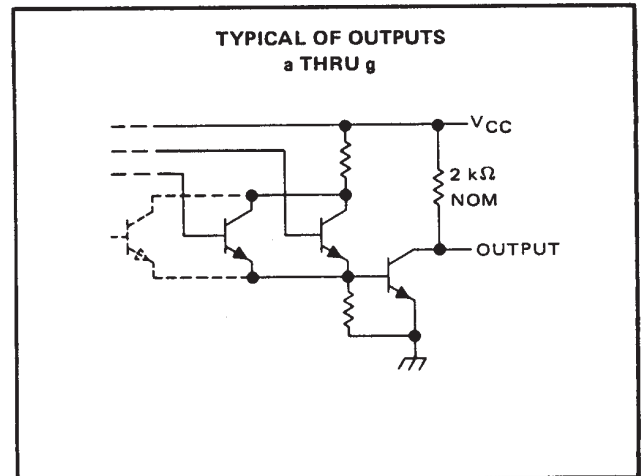 TYPICAL OF OUTPUTS
a THRU g
VCC
2 kΩ
NOM
OUTPUT